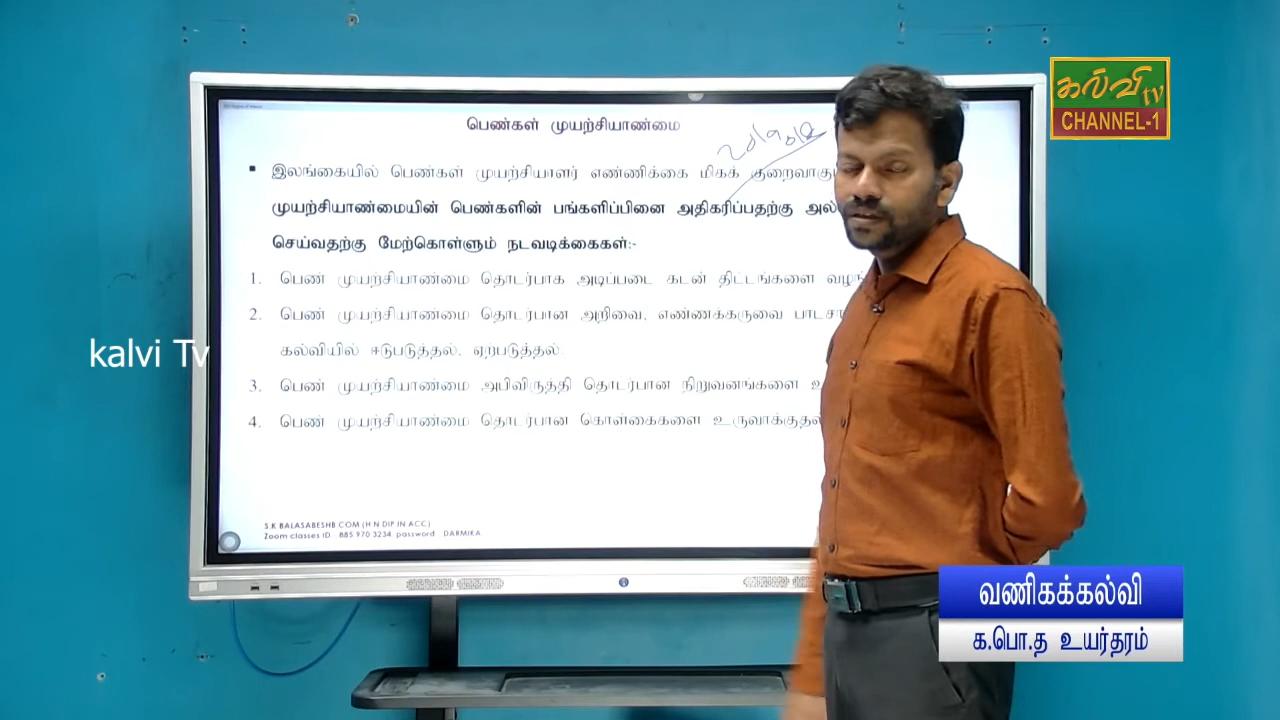 கல்வி tv
CHANNEL-1
பெண்கள் முயற்சியாண்மை
இலங்கையில் பெண்கள் முயற்சியாளர் எண்ணிக்கை மிகக்
முயற்சியாண்மையின் பெண்களின் பங்களிப்பினை அதிகரிப்பதற்கு
செய்வதற்கு மேற்கொள்ளும் நடவடிக்கைகள்:-
1. பெண் முயற்சியாண்மை தொடர்பாக அடிப்படை கடன் திட்டங்களை
2. பெண் முயற்சியாண்மை தொடர்பான அறிவை, எண்ணக்கருவை
கல்வியில் ஈடுபடுத்தல், ஏற்படுத்தல்.
3. பெண் முயற்சியாண்மை அபிவிருத்தி தொடர்பான நிறுவனங்களை
4. பெண் முயற்சியாண்மை தொடர்பான கொள்கைகளை உருவாக்குதல்
kalvi Tv
S.K BALASABESHB.COM (H N DIP IN ACC)
Zoom classes ID 885 970 3234 password DARMIKA
வணிகக்கல்வி
க.பொ.த உயர்தரம்